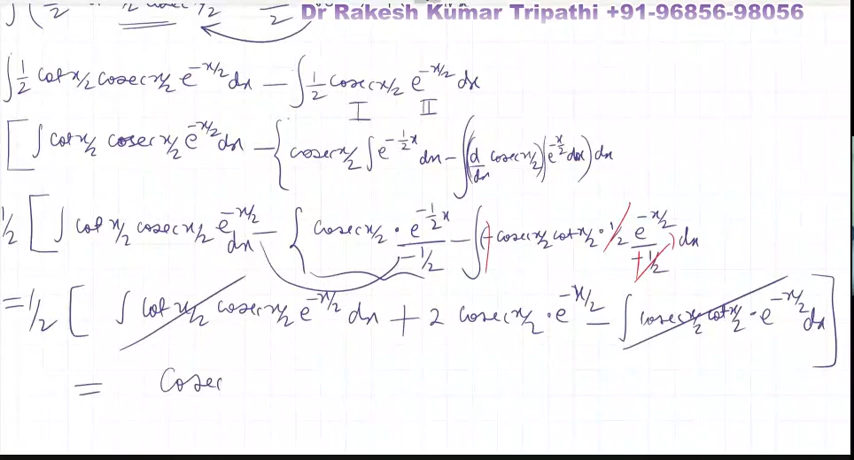 Dr Rakesh Kumar Tripathi +91-96856-98056
∫ 1/2 cot x/2 cosec x/2 e^{-x/2} dx − ∫ 1/2 cosec x/2 e^{-x/2} dx
I II
[ ∫ cot x/2 cosec x/2 e^{-x/2} dx − { cosec x/2 ∫ e^{-1/2 x} dx − ∫ ( d/dx cosec x/2 ∫ e^{-x/2} dx ) dx
1/2 [ ∫ cot x/2 cosec x/2 e^{-x/2} dx − { cosec x/2 · e^{-1/2 x} / -1/2 − ∫ (+ cosec x/2 cot x/2 · 1/2 e^{-x/2} / + 1/2 ) dx
= 1/2 [ ∫ cot x/2 cosec x/2 e^{-x/2} dx + 2 cosec x/2 · e^{-x/2} − ∫ cosec x/2 cot x/2 · e^{-x/2} dx ]
= cosec